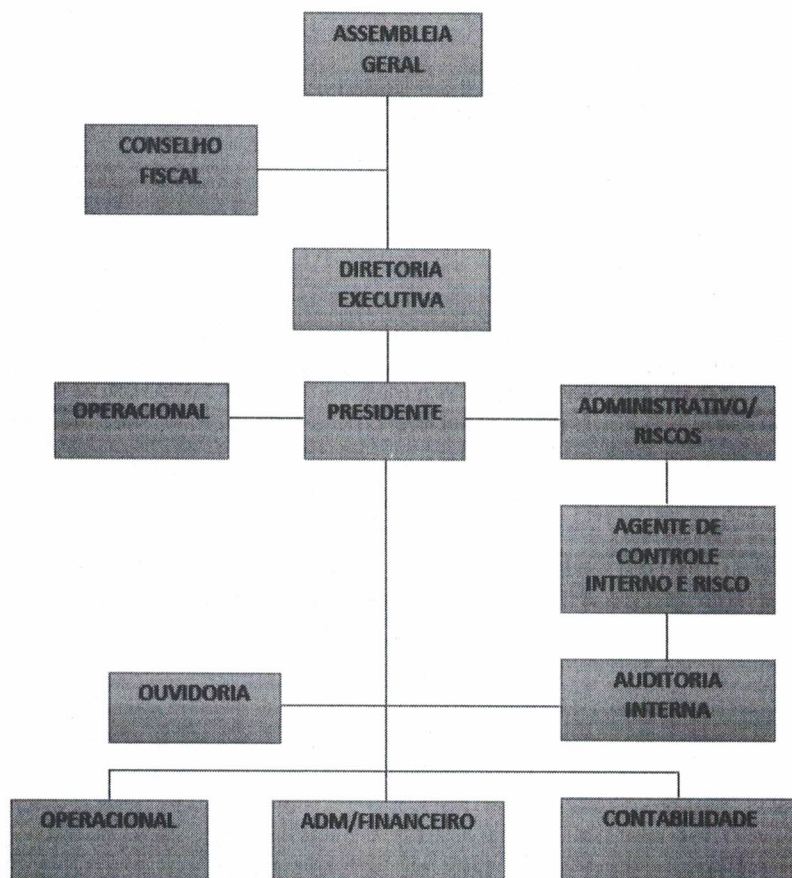 ASSEMBLEIA
GERAL
CONSELHO
FISCAL
DIRETORIA
EXECUTIVA
OPERACIONAL
PRESIDENTE
ADMINISTRATIVO/
RISCOS
AGENTE DE
CONTROLE
INTERNO E RISCO
OUVIDORIA
AUDITORIA
INTERNA
OPERACIONAL
ADM/FINANCEIRO
CONTABILIDADE